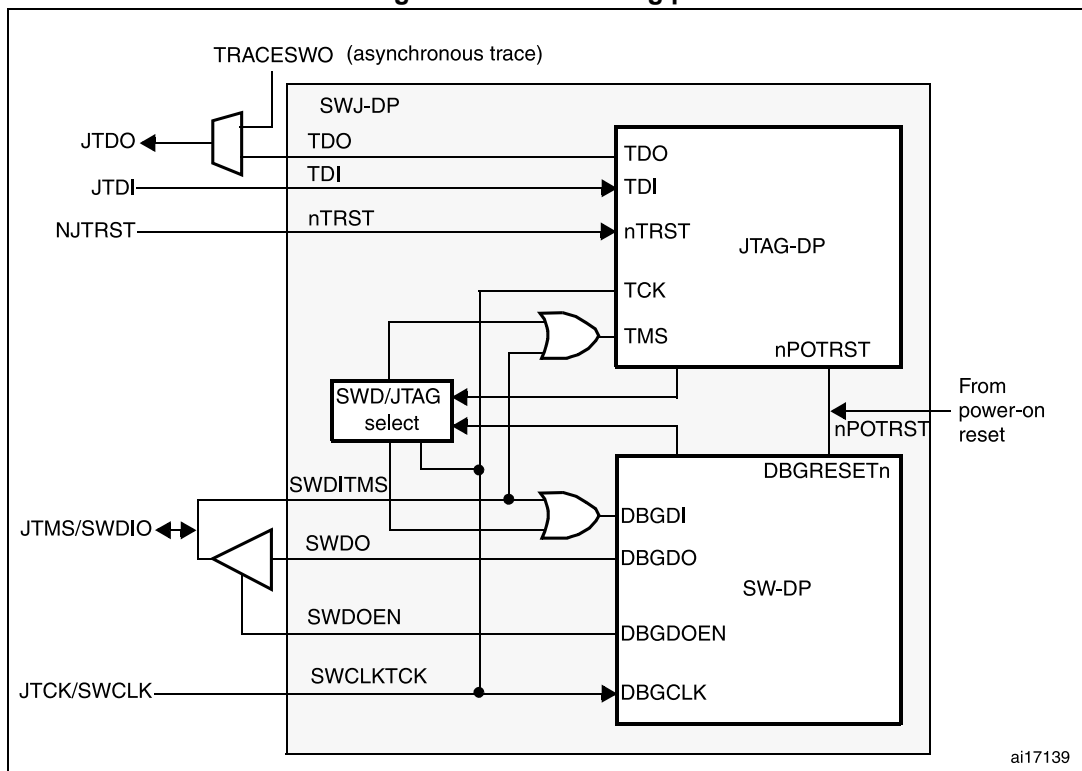 TRACESWO (asynchronous trace)
SWJ-DP
JTDO
TDO
TDO
JTDI
TDI
TDI
NJTRST
nTRST
nTRST
JTAG-DP
TCK
TMS
nPOTRST
SWD/JTAG
select
From
power-on
reset
nPOTRST
DBGRESETn
SWDITMS
JTMS/SWDIO
DBGDI
SWDO
DBGDO
SW-DP
SWDOEN
DBGDOEN
JTCK/SWCLK
SWCLKTCK
DBGCLK
ai17139